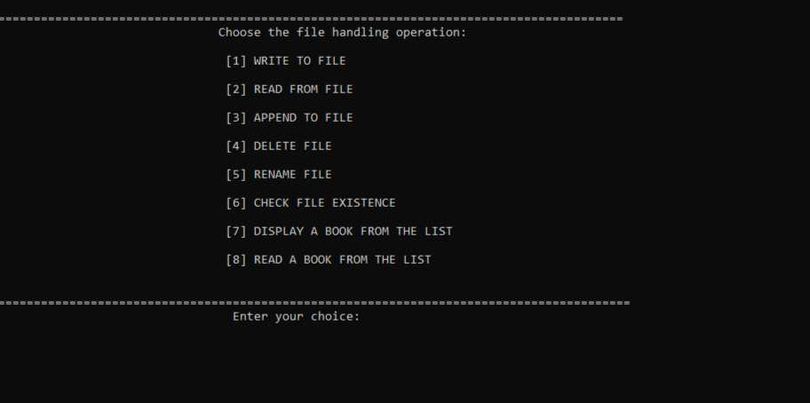 ========================================================================================
Choose the file handling operation:
[1] WRITE TO FILE
[2] READ FROM FILE
[3] APPEND TO FILE
[4] DELETE FILE
[5] RENAME FILE
[6] CHECK FILE EXISTENCE
[7] DISPLAY A BOOK FROM THE LIST
[8] READ A BOOK FROM THE LIST
=========================================================================================
Enter your choice: